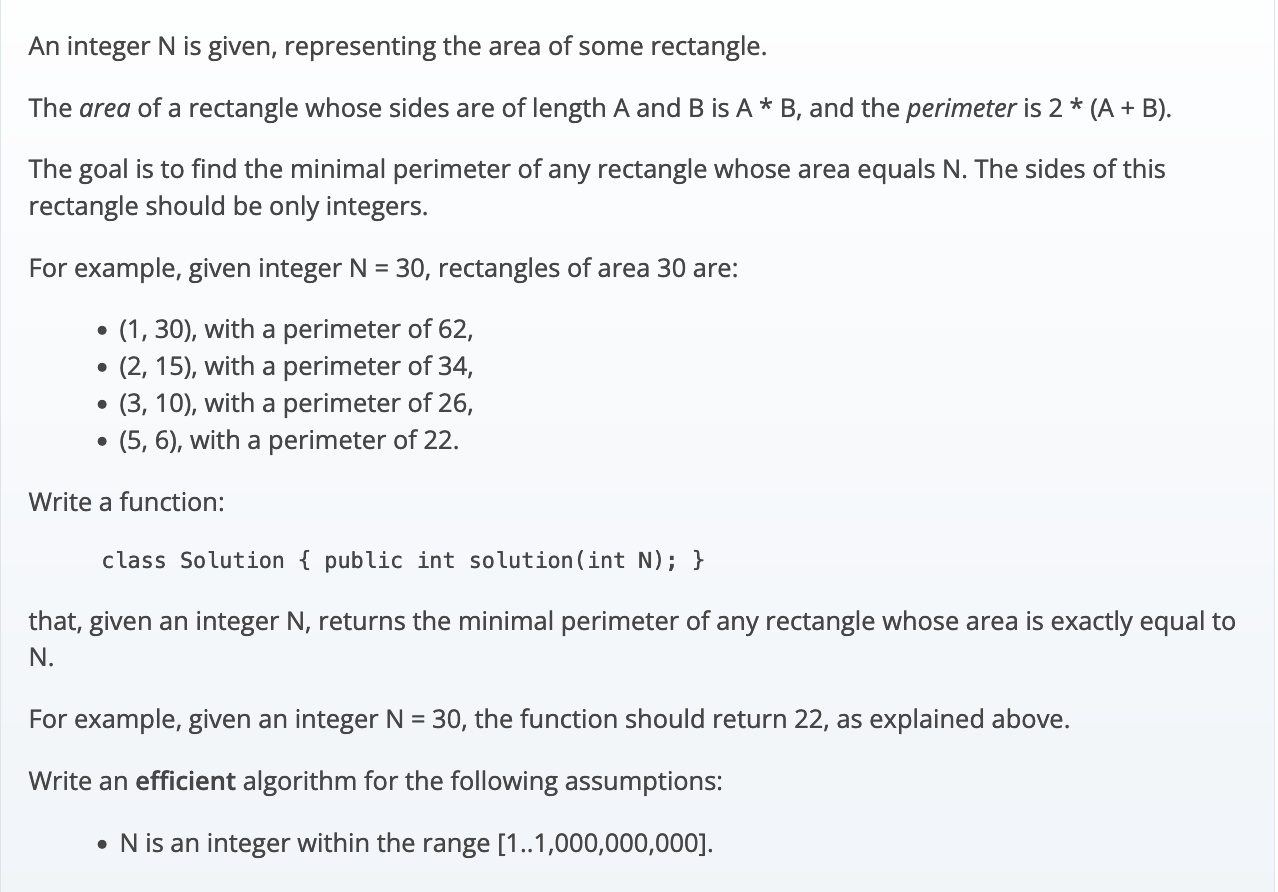 An integer N is given, representing the area of some rectangle.
The area of a rectangle whose sides are of length A and B is A * B, and the perimeter is 2 * (A + B).
The goal is to find the minimal perimeter of any rectangle whose area equals N. The sides of this
rectangle should be only integers.
For example, given integer N = 30, rectangles of area 30 are:
• (1, 30), with a perimeter of 62,
• (2, 15), with a perimeter of 34,
• (3, 10), with a perimeter of 26,
• (5, 6), with a perimeter of 22.
Write a function:
class Solution { public int solution(int N); }
that, given an integer N, returns the minimal perimeter of any rectangle whose area is exactly equal to
N.
For example, given an integer N = 30, the function should return 22, as explained above.
Write an efficient algorithm for the following assumptions:
• N is an integer within the range [1..1,000,000,000].